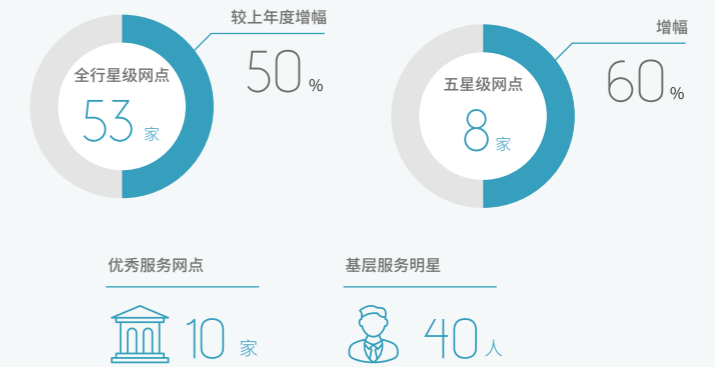 较上年度增幅
50 %
全行星级网点
53 家
增幅
60 %
五星级网点
8 家
优秀服务网点
10 家
基层服务明星
40 人